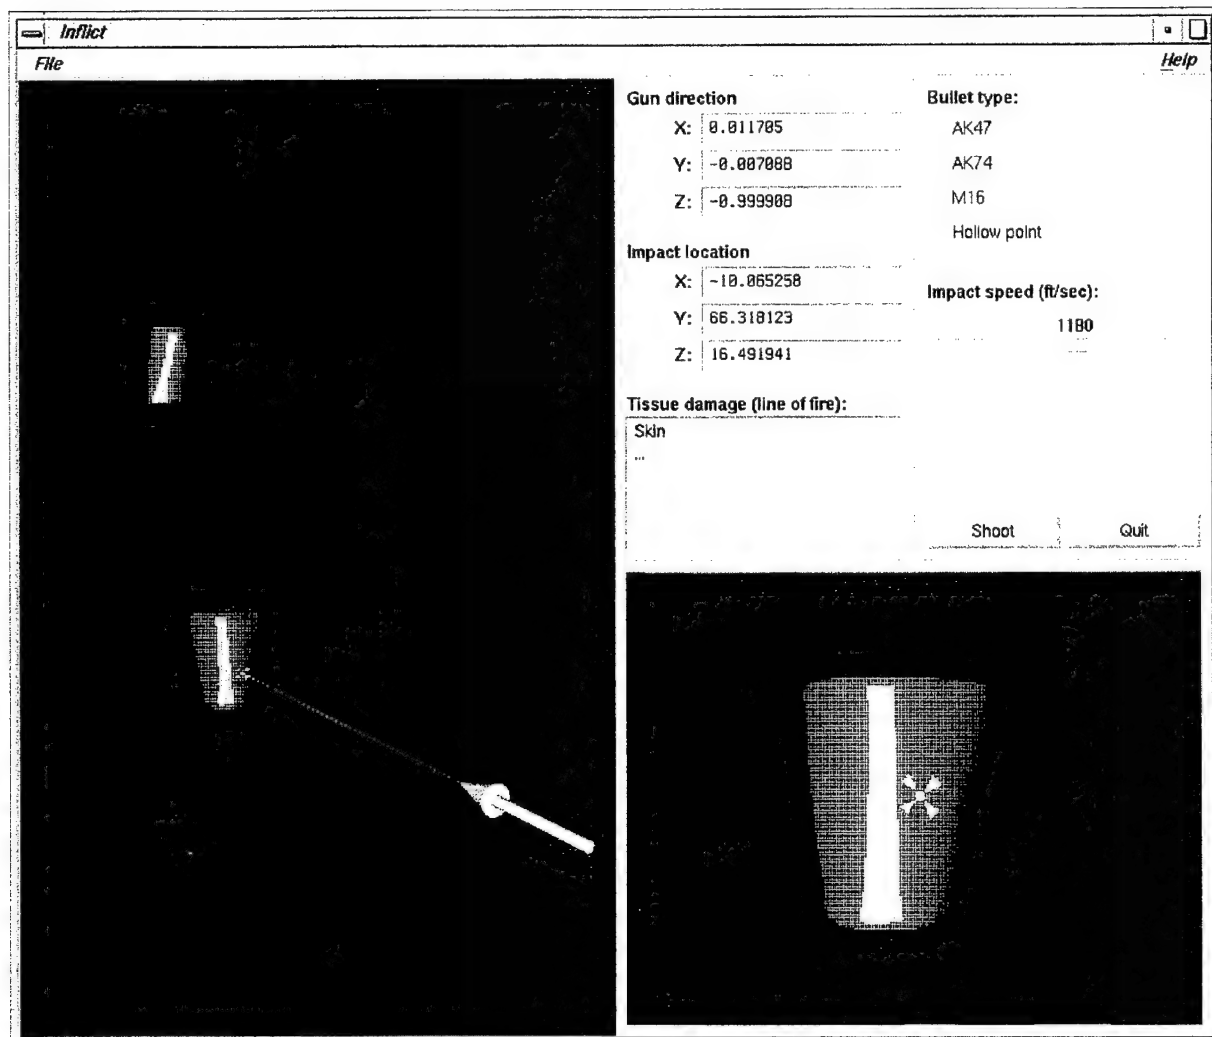 Inflict
File
Help
Gun direction
X: 0.011705
Y: -0.007088
Z: -0.999908
Impact location
X: -10.065258
Y: 66.318123
Z: 16.491941
Tissue damage (line of fire):
Skin
...
Bullet type:
AK47
AK74
M16
Hollow point
Impact speed (ft/sec):
1180
Shoot
Quit